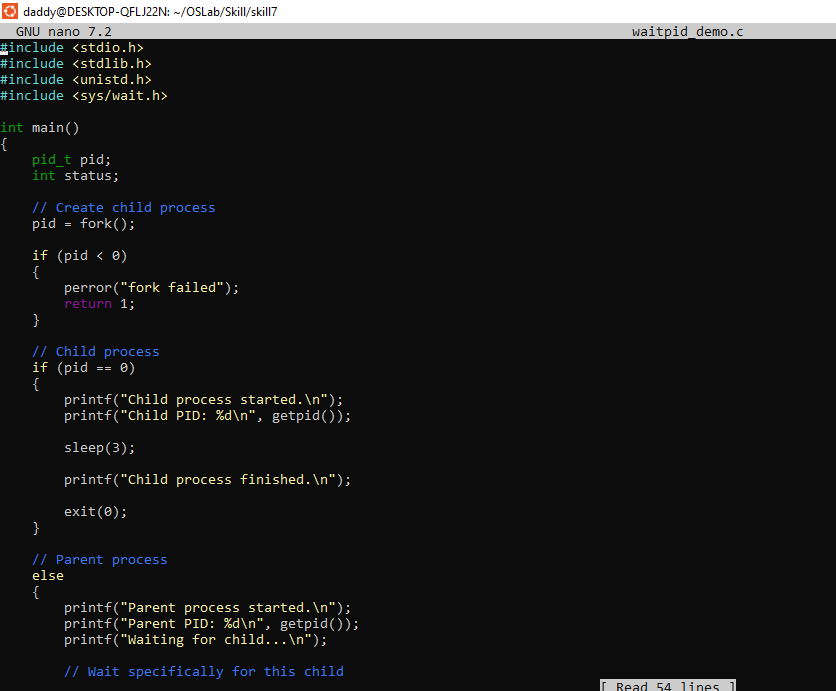 daddy@DESKTOP-QFLJ22N: ~/OSLab/Skill/skill7
GNU nano 7.2 waitpid_demo.c
#include <stdio.h>
#include <stdlib.h>
#include <unistd.h>
#include <sys/wait.h>

int main()
{
    pid_t pid;
    int status;

    // Create child process
    pid = fork();

    if (pid < 0)
    {
        perror("fork failed");
        return 1;
    }

    // Child process
    if (pid == 0)
    {
        printf("Child process started.\n");
        printf("Child PID: %d\n", getpid());

        sleep(3);

        printf("Child process finished.\n");

        exit(0);
    }

    // Parent process
    else
    {
        printf("Parent process started.\n");
        printf("Parent PID: %d\n", getpid());
        printf("Waiting for child...\n");

        // Wait specifically for this child
[ Read 54 lines ]